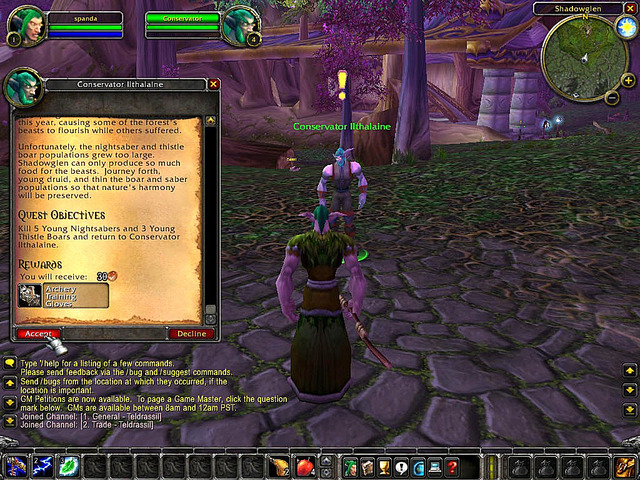 spanda
Conservator
Shadowglen
1
4
N
Conservator Ilthalaine
Conservator Ilthalaine
this year, causing some of the forest's
beasts to flourish while others suffered.
Unfortunately, the nightsaber and thistle
boar populations grew too large.
Shadowglen can only produce so much
food for the beasts. Journey forth,
young druid, and thin the boar and saber
populations so that nature's harmony
will be preserved.
Quest Objectives
Kill 5 Young Nightsabers and 3 Young
Thistle Boars and return to Conservator
Ilthalaine.
Rewards
You will receive: 30
Archery
Training
Gloves
Accept
Decline
Type '/help' for a listing of a few commands.
Please send feedback via the /bug and /suggest commands.
Send /bugs from the location at which they occurred, if the
location is important.
GM Petitions are now available. To page a Game Master, click the question
mark below. GMs are available between 8am and 12am PST.
Joined Channel: [1. General - Teldrassil]
Joined Channel: [2. Trade - Teldrassil]